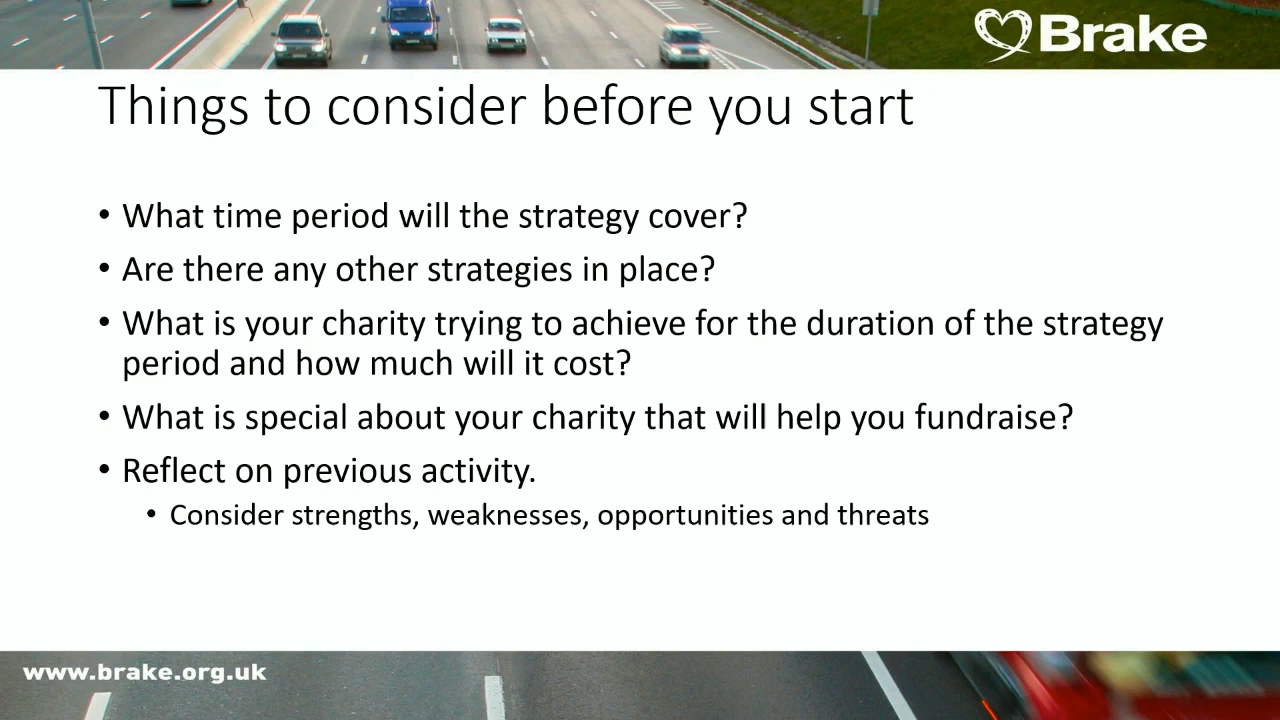 Brake
Things to consider before you start
• What time period will the strategy cover?
• Are there any other strategies in place?
• What is your charity trying to achieve for the duration of the strategy
period and how much will it cost?
• What is special about your charity that will help you fundraise?
• Reflect on previous activity.
• Consider strengths, weaknesses, opportunities and threats
www.brake.org.uk